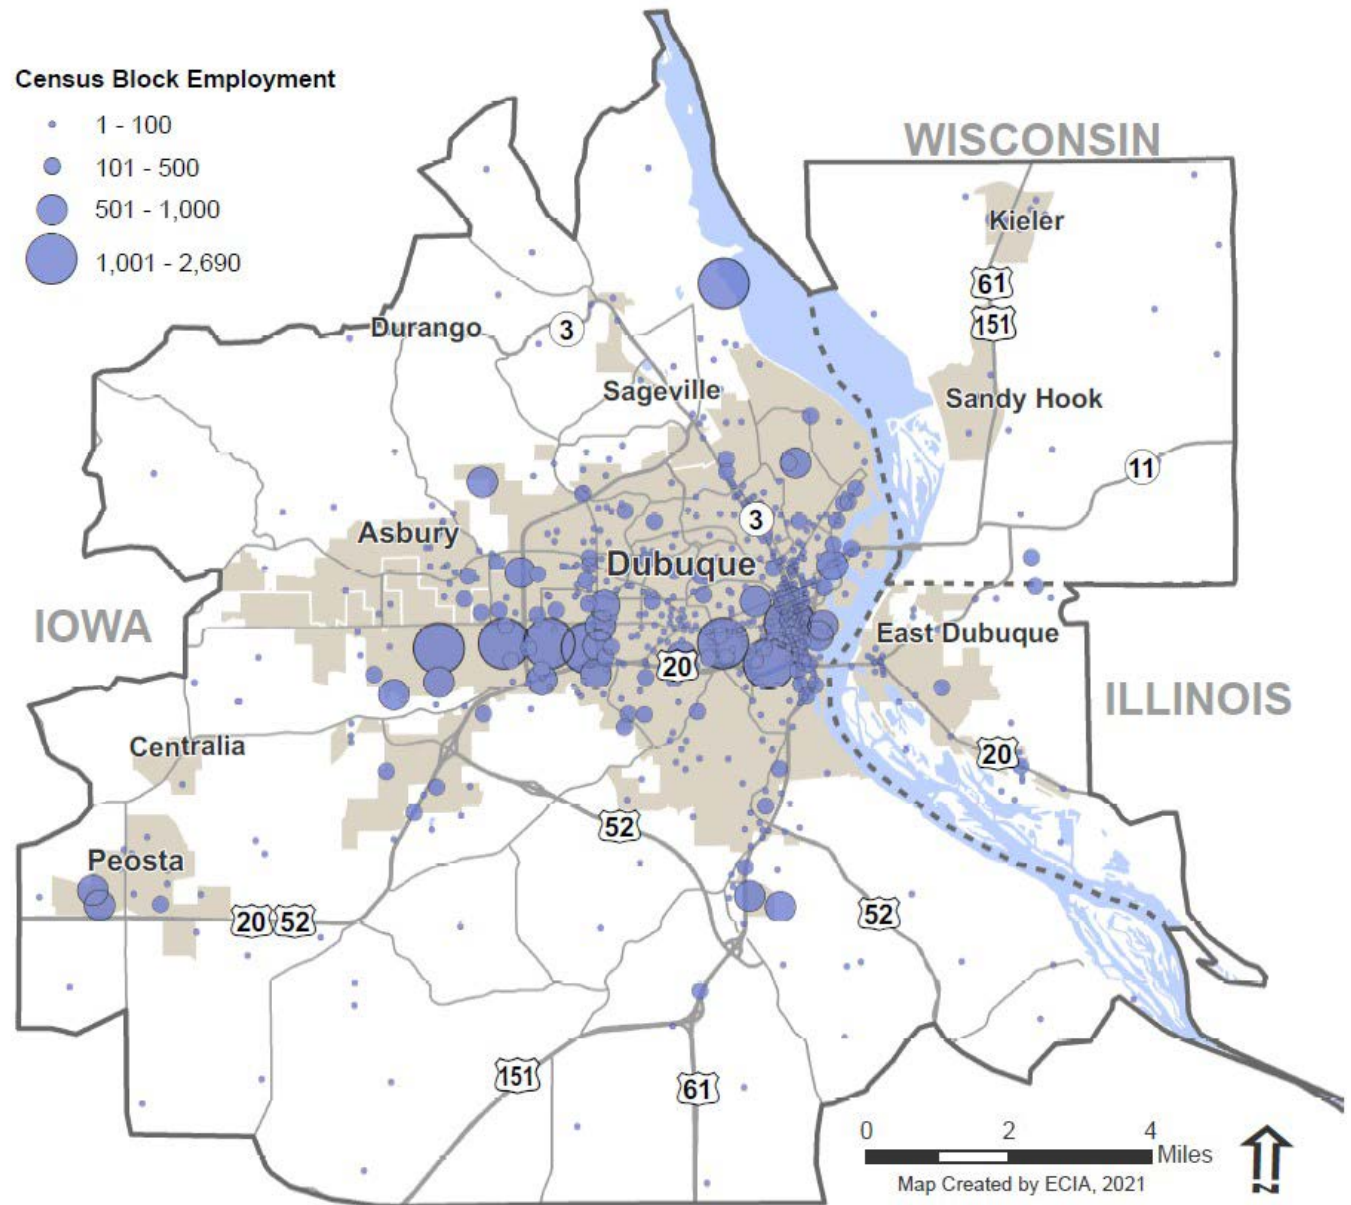 Census Block Employment
1 - 100
101 - 500
501 - 1,000
1,001 - 2,690
WISCONSIN
Kieler
61
151
Durango
3
Sageville
Sandy Hook
11
3
Asbury
Dubuque
IOWA
East Dubuque
20
ILLINOIS
Centralia
20
52
Peosta
20 52
52
151
61
0 2 4
Miles
Map Created by ECIA, 2021
N